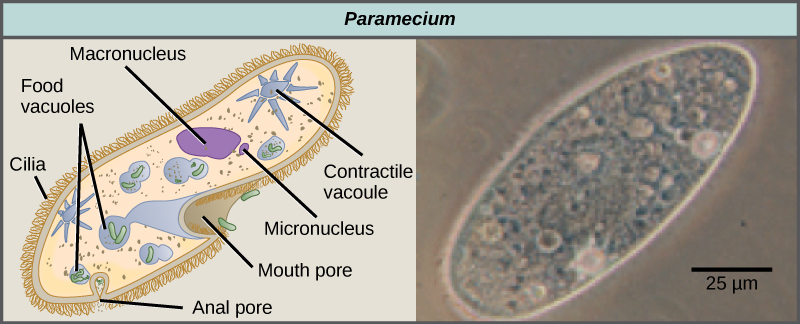 Paramecium
Macronucleus
Food
vacuoles
Cilia
Contractile
vacoule
Micronucleus
Mouth pore
Anal pore
25 µm